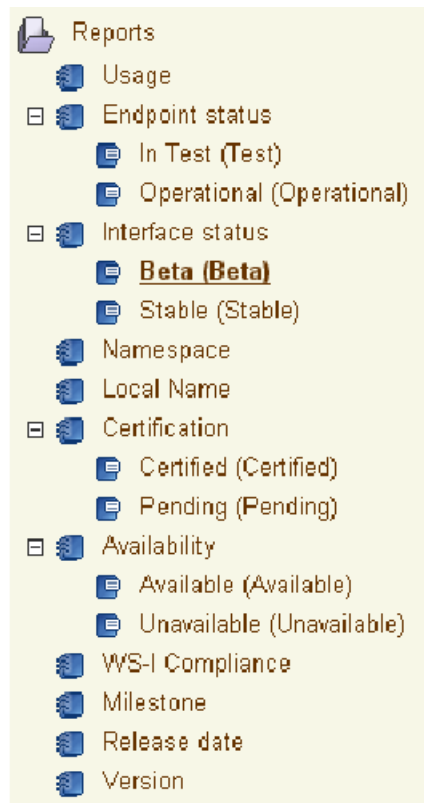 Reports
Usage
Endpoint status
In Test (Test)
Operational (Operational)
Interface status
Beta (Beta)
Stable (Stable)
Namespace
Local Name
Certification
Certified (Certified)
Pending (Pending)
Availability
Available (Available)
Unavailable (Unavailable)
WS-I Compliance
Milestone
Release date
Version